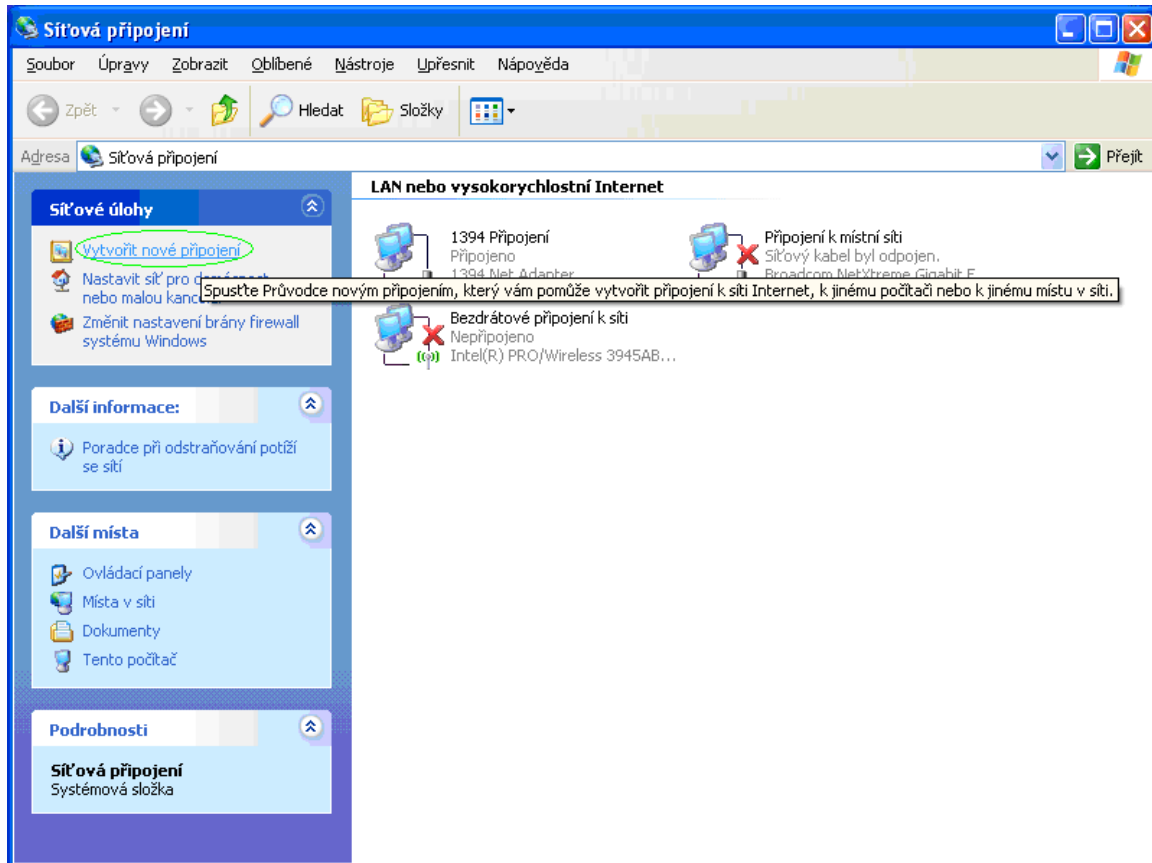 Síťová připojení
Soubor Úpravy Zobrazit Oblíbené Nástroje Upřesnit Nápověda
Zpět Hledat Složky
Adresa Síťová připojení Přejít
Síťové úlohy
Vytvořit nové připojení
Nastavit síť pro
nebo malou
Změnit nastavení brány firewall
systému Windows
Další informace:
Poradce při odstraňování potíží
se sítí
Další místa
Ovládací panely
Místa v síti
Dokumenty
Tento počítač
Podrobnosti
Síťová připojení
Systémová složka
LAN nebo vysokorychlostní Internet
1394 Připojení
Připojeno
1394 Net Adapter
Připojení k místní síti
Síťový kabel byl odpojen.
Broadcom NetXtreme Gigabit E
Spusťte Průvodce novým připojením, který vám pomůže vytvořit připojení k síti Internet, k jinému počítači nebo k jinému místu v síti.
Bezdrátové připojení k síti
Nepřipojeno
Intel(R) PRO/Wireless 3945AB...